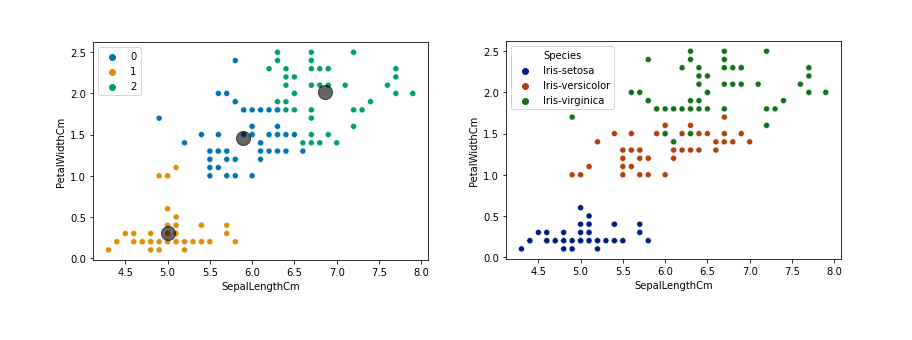 0
1
2
2.5
2.0
1.5
1.0
0.5
0.0
PetalWidthCm
4.5 5.0 5.5 6.0 6.5 7.0 7.5 8.0
SepalLengthCm
Species
Iris-setosa
Iris-versicolor
Iris-virginica
2.5
2.0
1.5
1.0
0.5
0.0
PetalWidthCm
4.5 5.0 5.5 6.0 6.5 7.0 7.5 8.0
SepalLengthCm